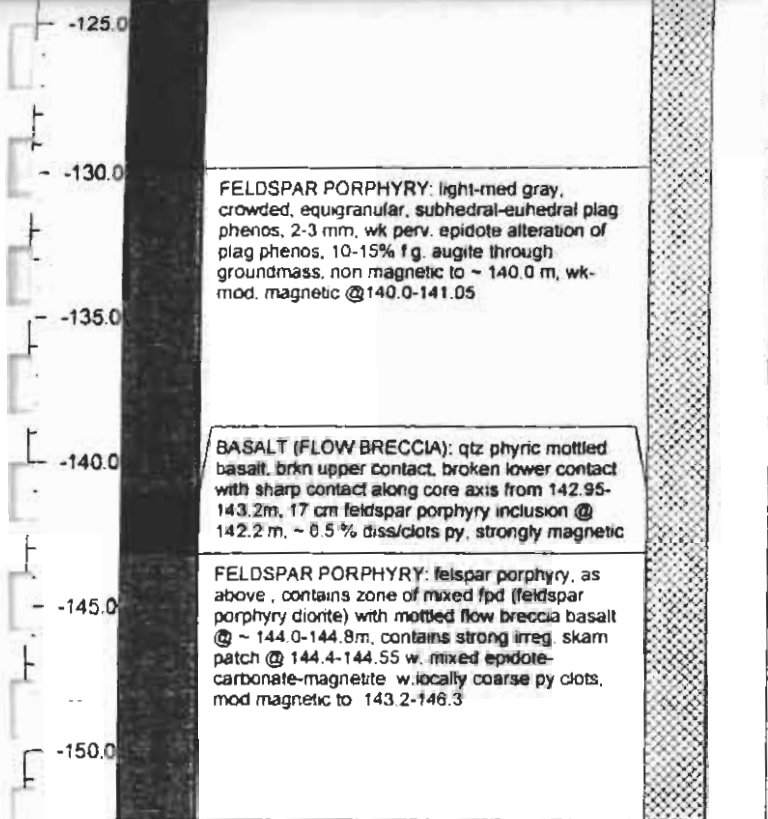 -125.0
-130.0
FELDSPAR PORPHYRY: light-med gray,
crowded, equigranular, subhedral-euhedral plag
phenos, 2-3 mm, wk perv. epidote alteration of
plag phenos, 10-15% f g. augite through
groundmass, non magnetic to ~ 140.0 m, wk-
mod. magnetic @140.0-141.05
-135.0
BASALT (FLOW BRECCIA): qtz phyric mottled
-140.0
basalt, brkn upper contact, broken lower contact
with sharp contact along core axis from 142.95-
143.2m, 17 cm feldspar porphyry inclusion @
142.2 m, ~ 0.5 % diss/clots py, strongly magnetic
FELDSPAR PORPHYRY: felspar porphyry, as
above , contains zone of mixed fpd (feldspar
-145.0
porphyry diorite) with mottled flow breccia basalt
@ ~ 144.0-144.8m, contains strong irreg. skarn
patch @ 144.4-144.55 w. mixed epidote-
carbonate-magnetite w.locally coarse py clots,
mod magnetic to 143.2-146.3
-150.0